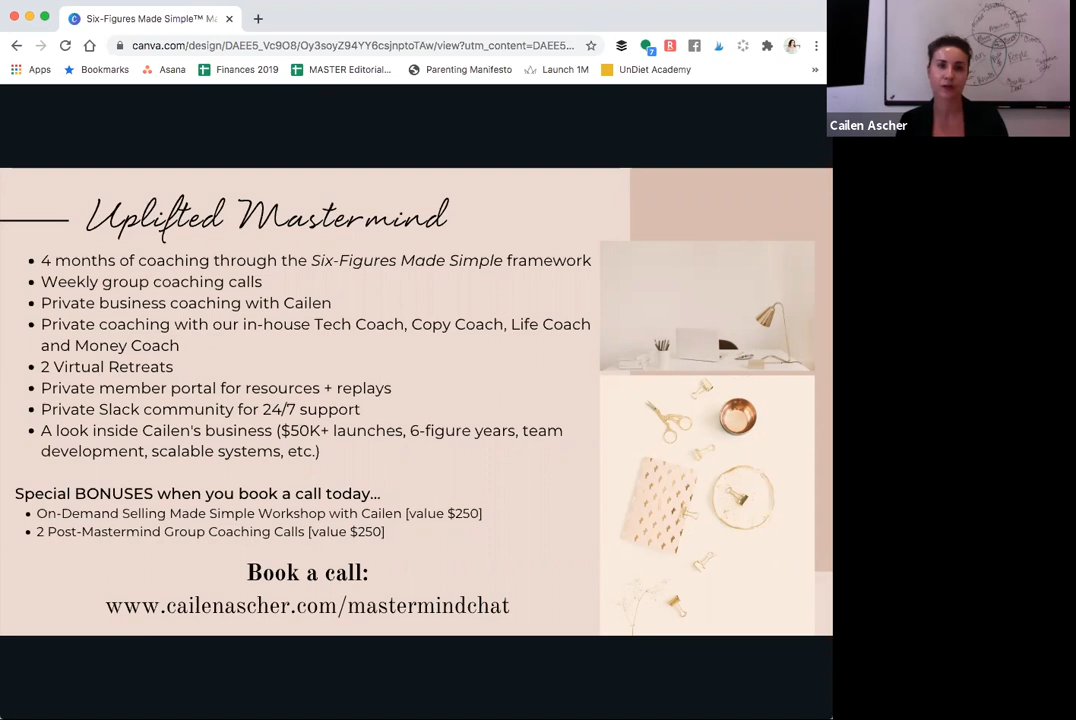 Six-Figures Made Simple™ Ma
canva.com/design/DAEE5_Vc9O8/Oy3soyZ94YY6csjnptoTAw/view?utm_content=DAEE5...
Apps
Bookmarks
Asana
Finances 2019
MASTER Editorial...
Parenting Manifesto
Launch 1M
UnDiet Academy
»
Cailen Ascher
Uplifted Mastermind
• 4 months of coaching through the Six-Figures Made Simple framework
• Weekly group coaching calls
• Private business coaching with Cailen
• Private coaching with our in-house Tech Coach, Copy Coach, Life Coach
and Money Coach
• 2 Virtual Retreats
• Private member portal for resources + replays
• Private Slack community for 24/7 support
• A look inside Cailen's business ($50K+ launches, 6-figure years, team
development, scalable systems, etc.)
Special BONUSES when you book a call today...
• On-Demand Selling Made Simple Workshop with Cailen [value $250]
• 2 Post-Mastermind Group Coaching Calls [value $250]
Book a call:
www.cailenascher.com/mastermindchat